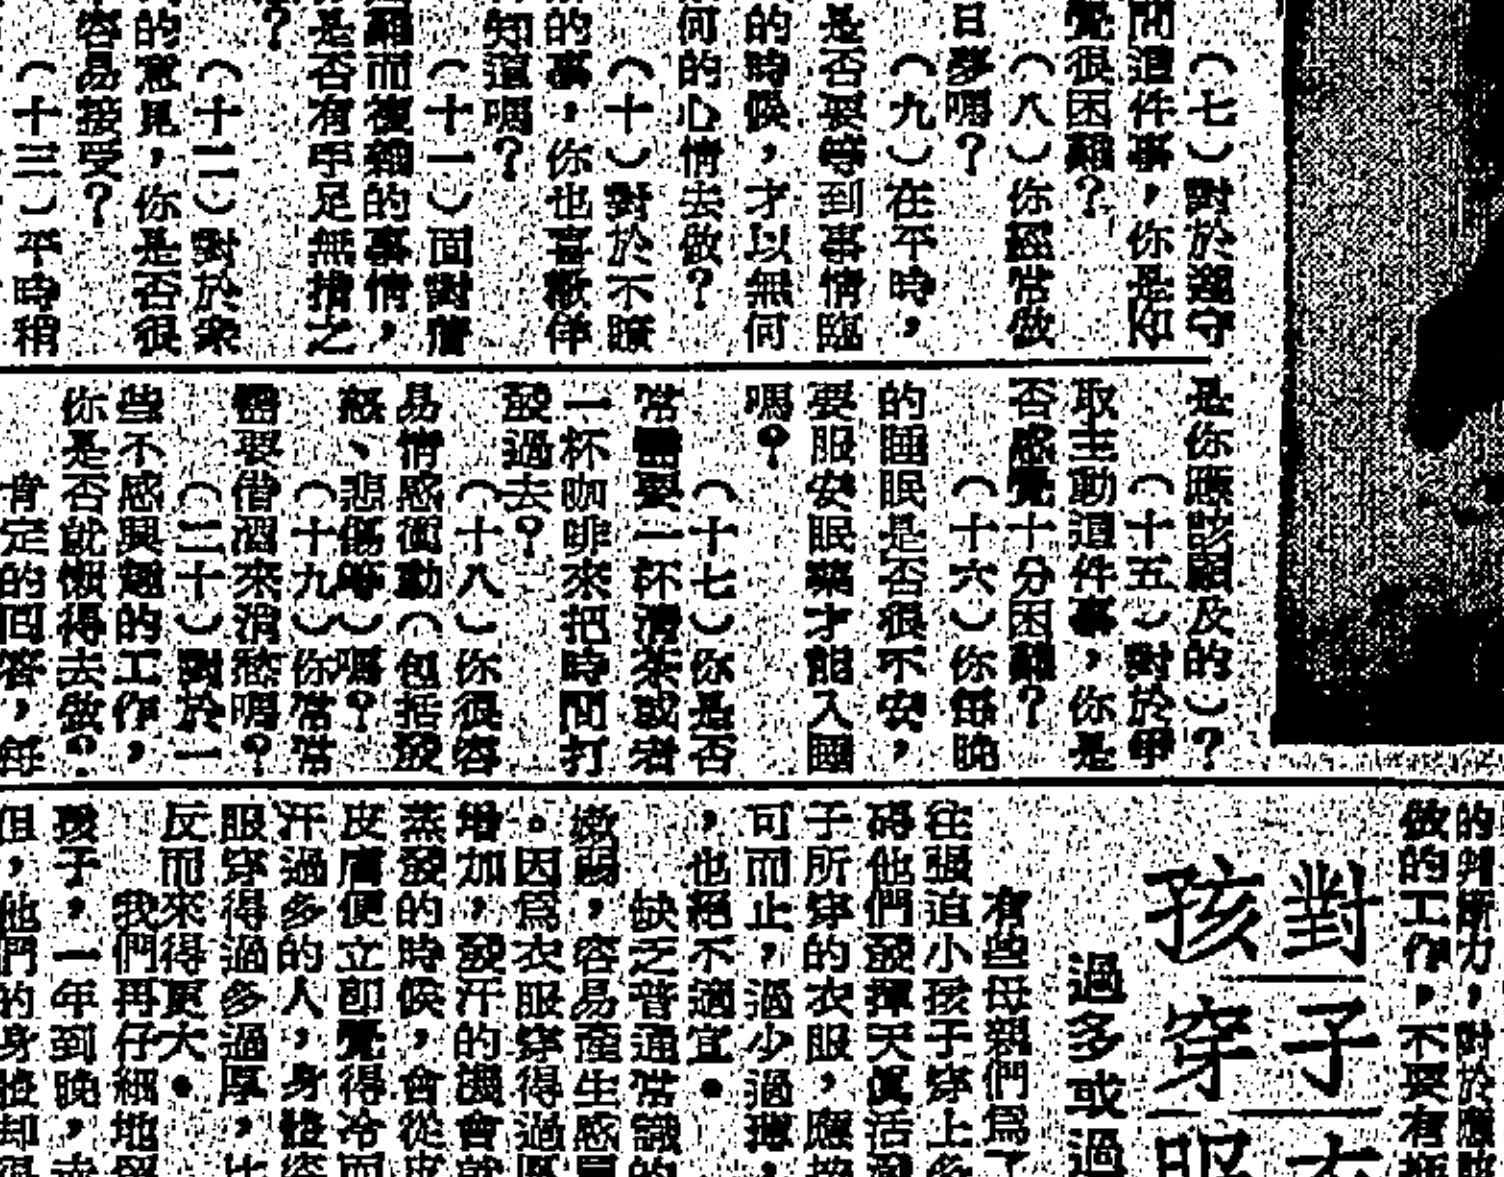 （七）對於遵守
間這件事，你是否
覺很困難？
（八）你經常做
日夢嗎？
（九）在平時，
是否要等到事情臨
的時候，才以無何
何的心情去做？
（十）對於不瞭
的事，你也喜歡佯
知道嗎？
（十一）面對廣
而複雜的事情，
是否有手足無措之
？
（十二）對於衆
的意見，你是否很
容易接受？
（十三）平時稍
是你應該顧及的）？
（十五）對於爭
取主動這件事，你是
否感覺十分困難？
（十六）你每晚
的睡眠是否很不安，
要服安眠藥才能入睡
嗎？
（十七）你是否
常需要一杯清茶或者
一杯咖啡來把時間打
發過去？
（十八）你很容
易情感衝動（包括發
怒、悲傷等）嗎？
（十九）你常常
需要借酒來消愁嗎？
（二十）對於一
些不感興趣的工作，
你是否就懶得去做？
肯定的回答，每
的判斷力，對於應該
做的工作，不要有拖
對子
孩穿
過多或過
有些母親們爲了
強迫小孩子穿上多
碍他們發揮天眞活潑
子所穿的衣服，應按
可而止，過少過薄，
，也絕不適宜。
缺乏普通常識的
嫩弱，容易產生感冒
。因爲衣服穿得過厚
增加，發汗的機會就
蒸發的時候，會從皮
皮膚便立卽覺得冷而
汗過多的人，身體
服穿得過多過厚，比
反而來得更大。
我們再仔細地留
孩子，一年到晚，
但，他們的身體却